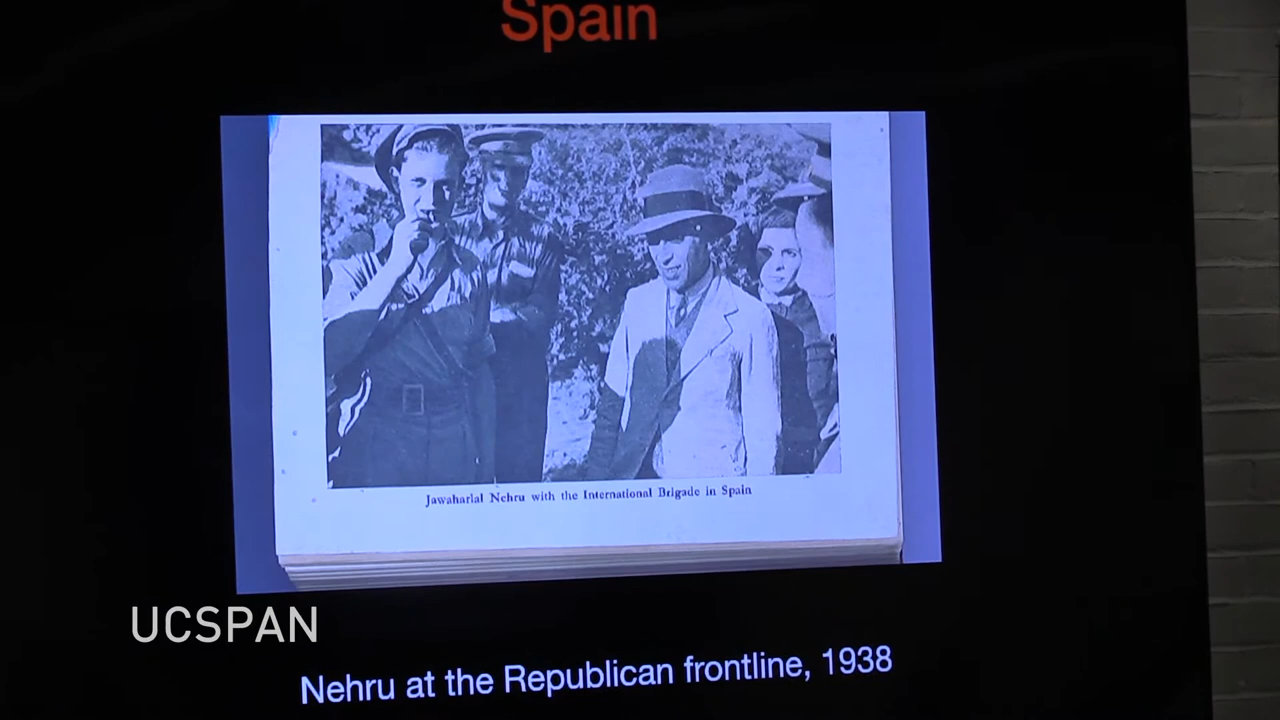 Spain
Jawaharlal Nehru with the International Brigade in Spain
UCSPAN
Nehru at the Republican frontline, 1938